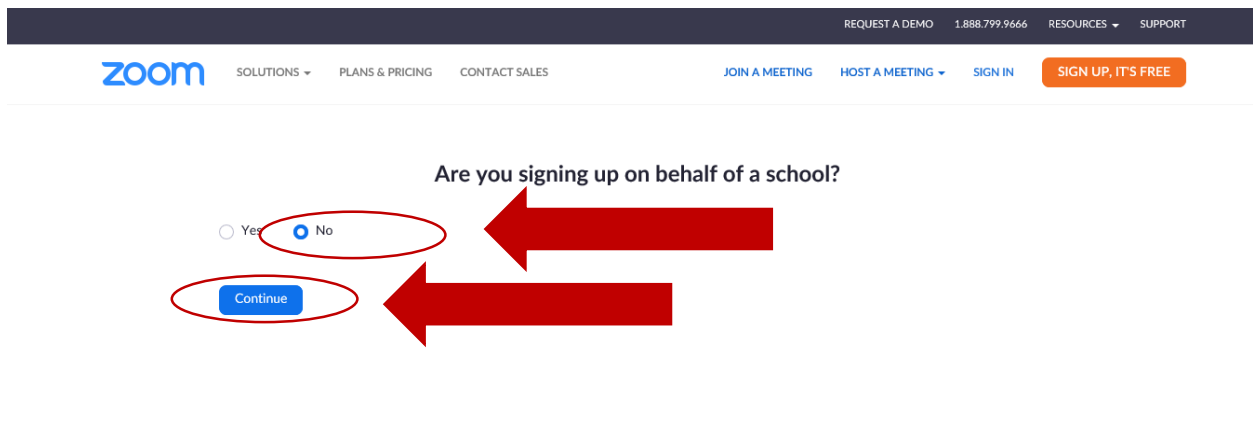 REQUEST A DEMO 1.888.799.9666 RESOURCES SUPPORT
zoom SOLUTIONS PLANS & PRICING CONTACT SALES JOIN A MEETING HOST A MEETING SIGN IN SIGN UP, IT'S FREE
Are you signing up on behalf of a school?
Yes No
Continue